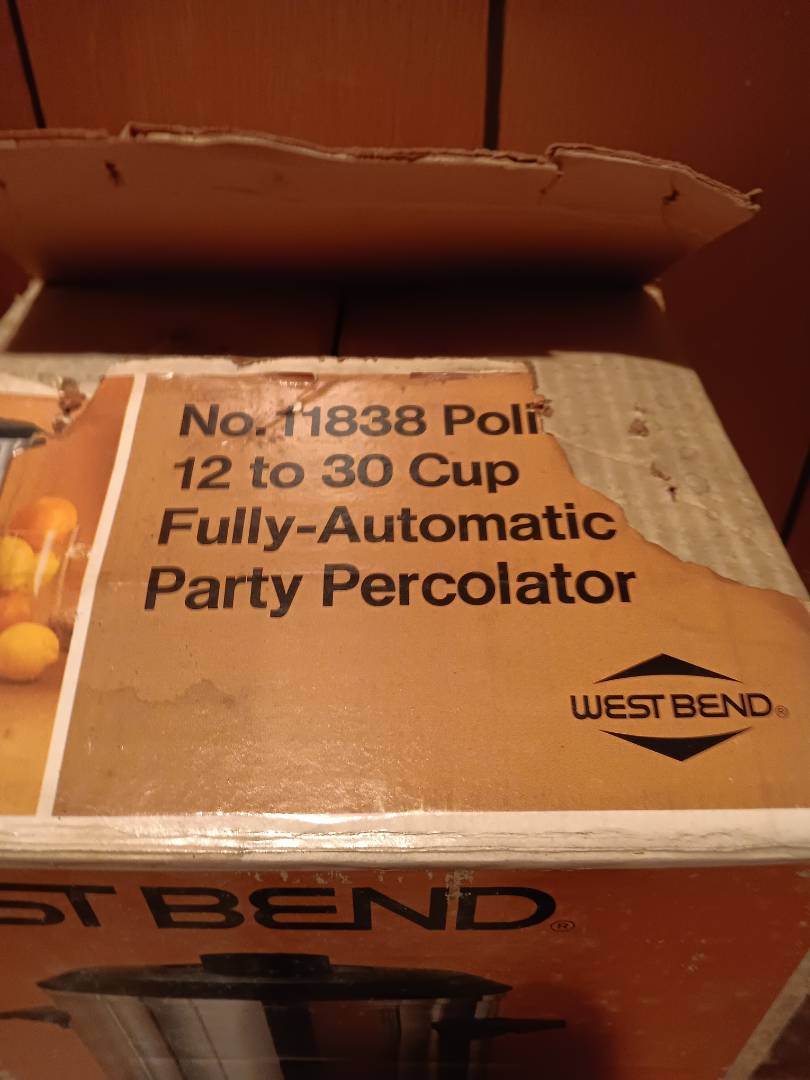 No. 11838 Poli
12 to 30 Cup
Fully-Automatic
Party Percolator
WEST BEND®
ST BEND®